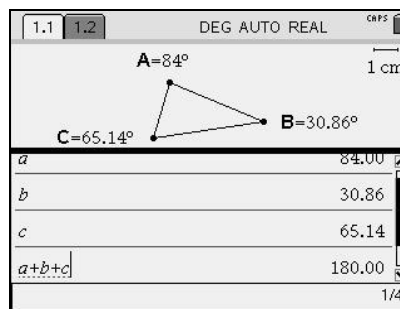 1.1 1.2 DEG AUTO REAL CAPS
A=84°
1 cm
B=30.86°
C=65.14°
a 84.00
b 30.86
c 65.14
a+b+c 180.00
1/4